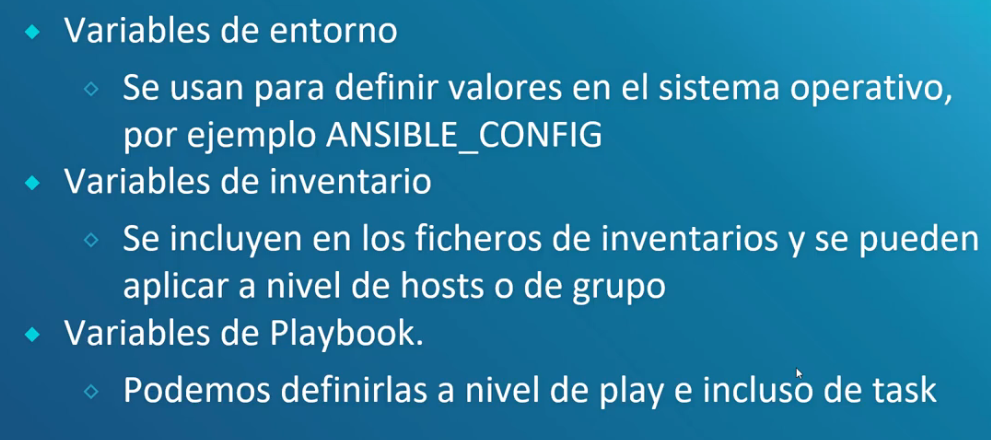 Variables de entorno
Se usan para definir valores en el sistema operativo,
por ejemplo ANSIBLE_CONFIG
Variables de inventario
Se incluyen en los ficheros de inventarios y se pueden
aplicar a nivel de hosts o de grupo
Variables de Playbook.
Podemos definirlas a nivel de play e incluso de task